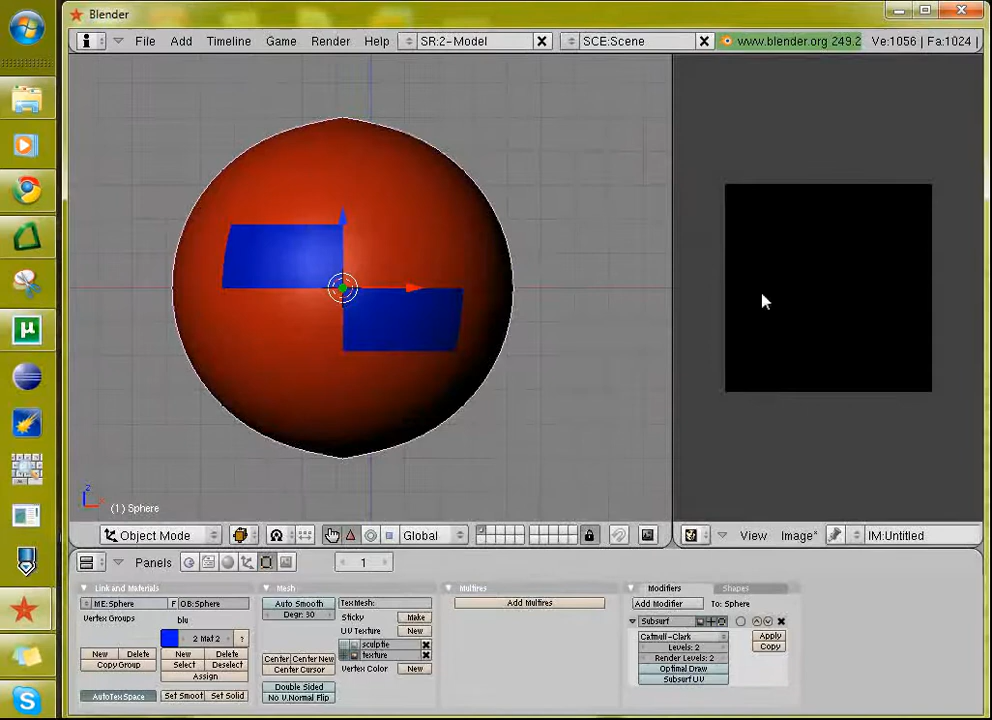 Blender
File Add Timeline Game Render Help SR:2-Model SCE:Scene www.blender.org 249.2 Ve:1056 | Fa:1024 |
z
x
(1) Sphere
Object Mode Global View Image* IM:Untitled
Panels 1
Link and Materials Mesh Multires Modifiers Shapes
ME:Sphere F OB:Sphere Auto Smooth TexMesh: Add Multires Add Modifier To: Sphere
Vertex Groups blu Degr: 30 Sticky Make Subsurf
2 Mat 2 ? UV Texture New Catmull-Clark Apply
New Delete New Delete sculptie Levels: 2 Copy
Copy Group Select Deselect Center Center New texture Render Levels: 2
Assign Center Cursor Vertex Color New Optimal Draw
Double Sided Subsurf UV
AutoTexSpace Set Smoot Set Solid No V.Normal Flip